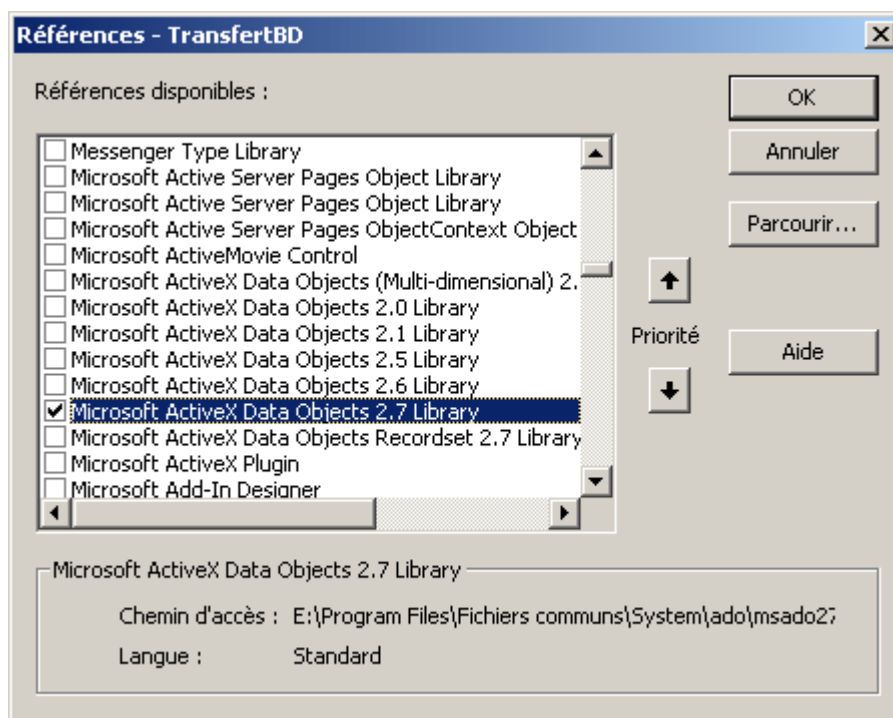 Références - TransfertBD
Références disponibles :
OK
Annuler
Parcourir...
Aide
Messenger Type Library
Microsoft Active Server Pages Object Library
Microsoft Active Server Pages Object Library
Microsoft Active Server Pages ObjectContext Object
Microsoft ActiveMovie Control
Microsoft ActiveX Data Objects (Multi-dimensional) 2.
Microsoft ActiveX Data Objects 2.0 Library
Microsoft ActiveX Data Objects 2.1 Library
Microsoft ActiveX Data Objects 2.5 Library
Microsoft ActiveX Data Objects 2.6 Library
Microsoft ActiveX Data Objects 2.7 Library
Microsoft ActiveX Data Objects Recordset 2.7 Library
Microsoft ActiveX Plugin
Microsoft Add-In Designer
Priorité
Microsoft ActiveX Data Objects 2.7 Library
Chemin d'accès : E:\Program Files\Fichiers communs\System\ado\msado27
Langue : Standard